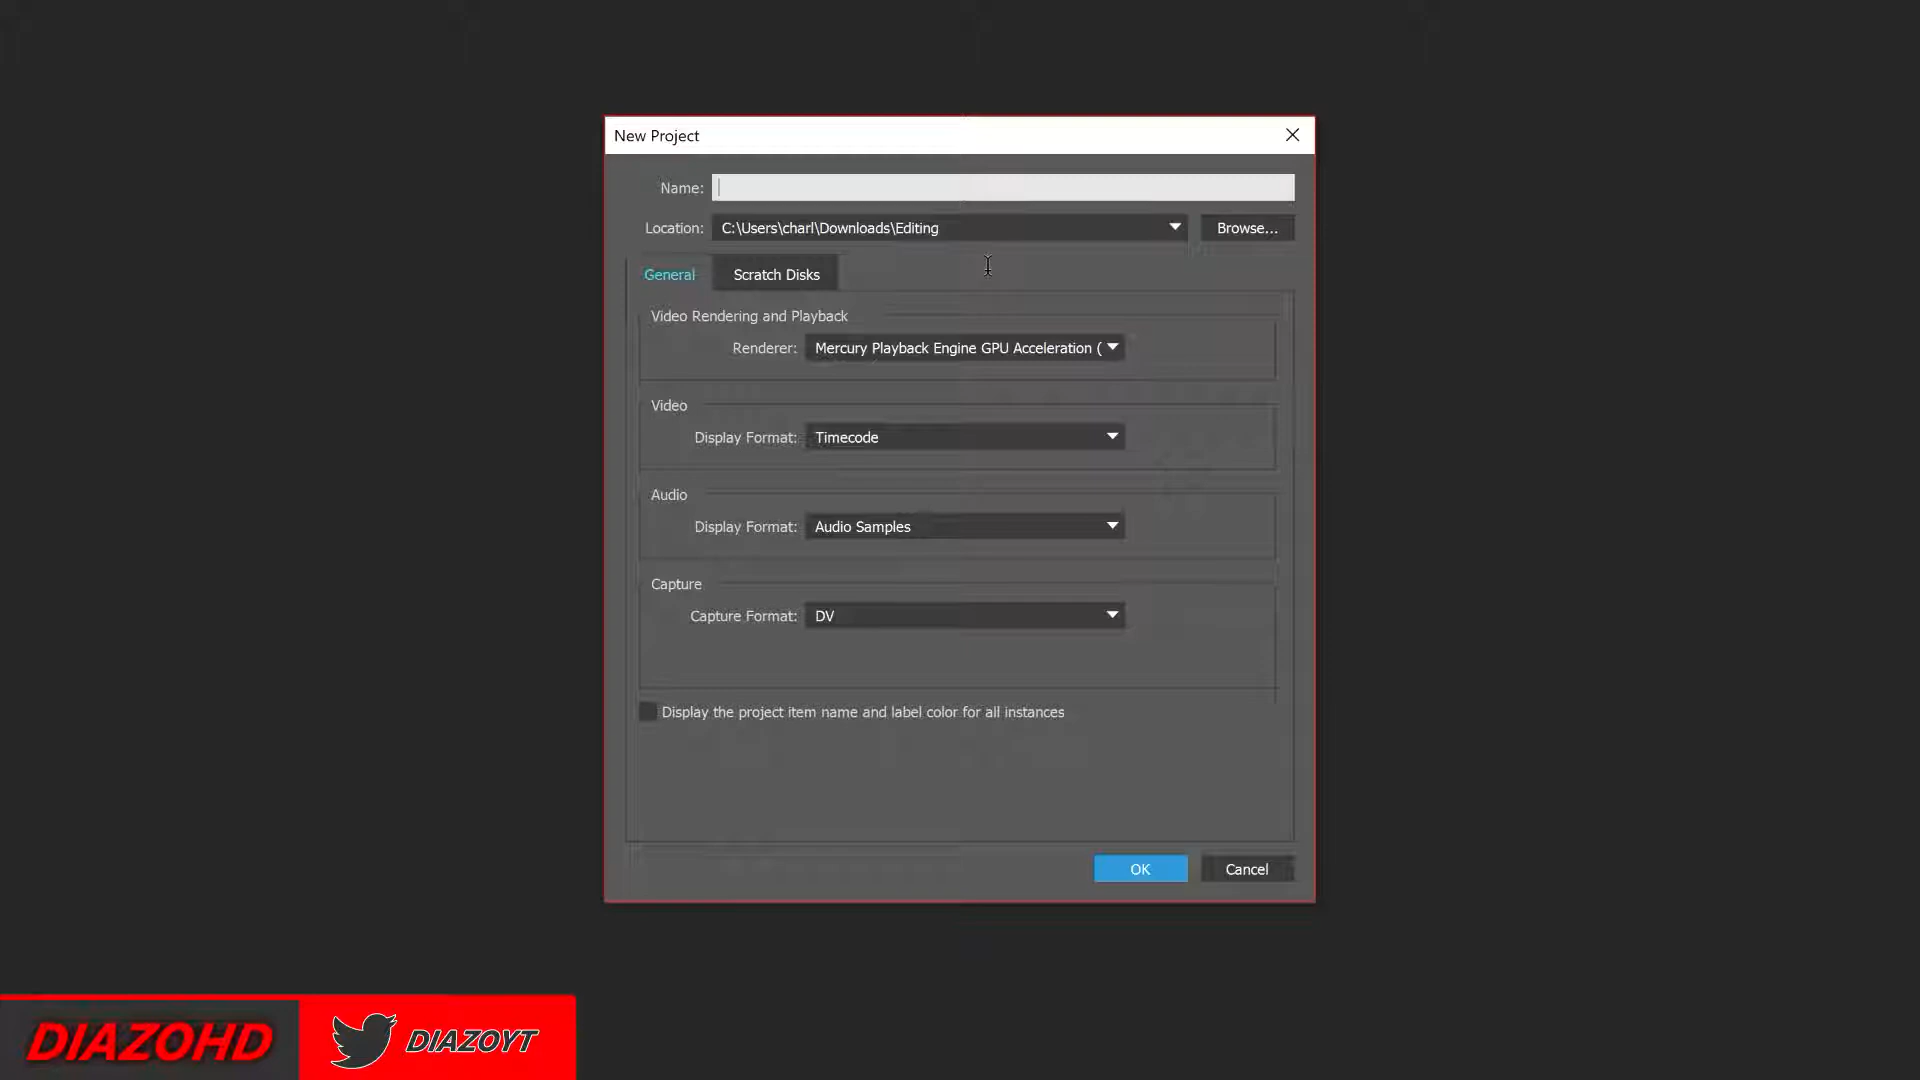 New Project
Name:
Location: C:\Users\charl\Downloads\Editing Browse...
General Scratch Disks
Video Rendering and Playback
Renderer: Mercury Playback Engine GPU Acceleration (
Video
Display Format: Timecode
Audio
Display Format: Audio Samples
Capture
Capture Format: DV
Display the project item name and label color for all instances
OK Cancel
DIAZOHD DIAZOYT